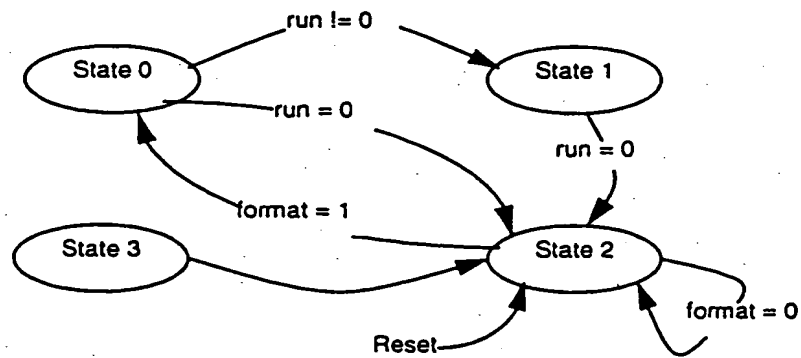 run != 0
State 0
State 1
run = 0
run = 0
format = 1
State 3
State 2
format = 0
Reset